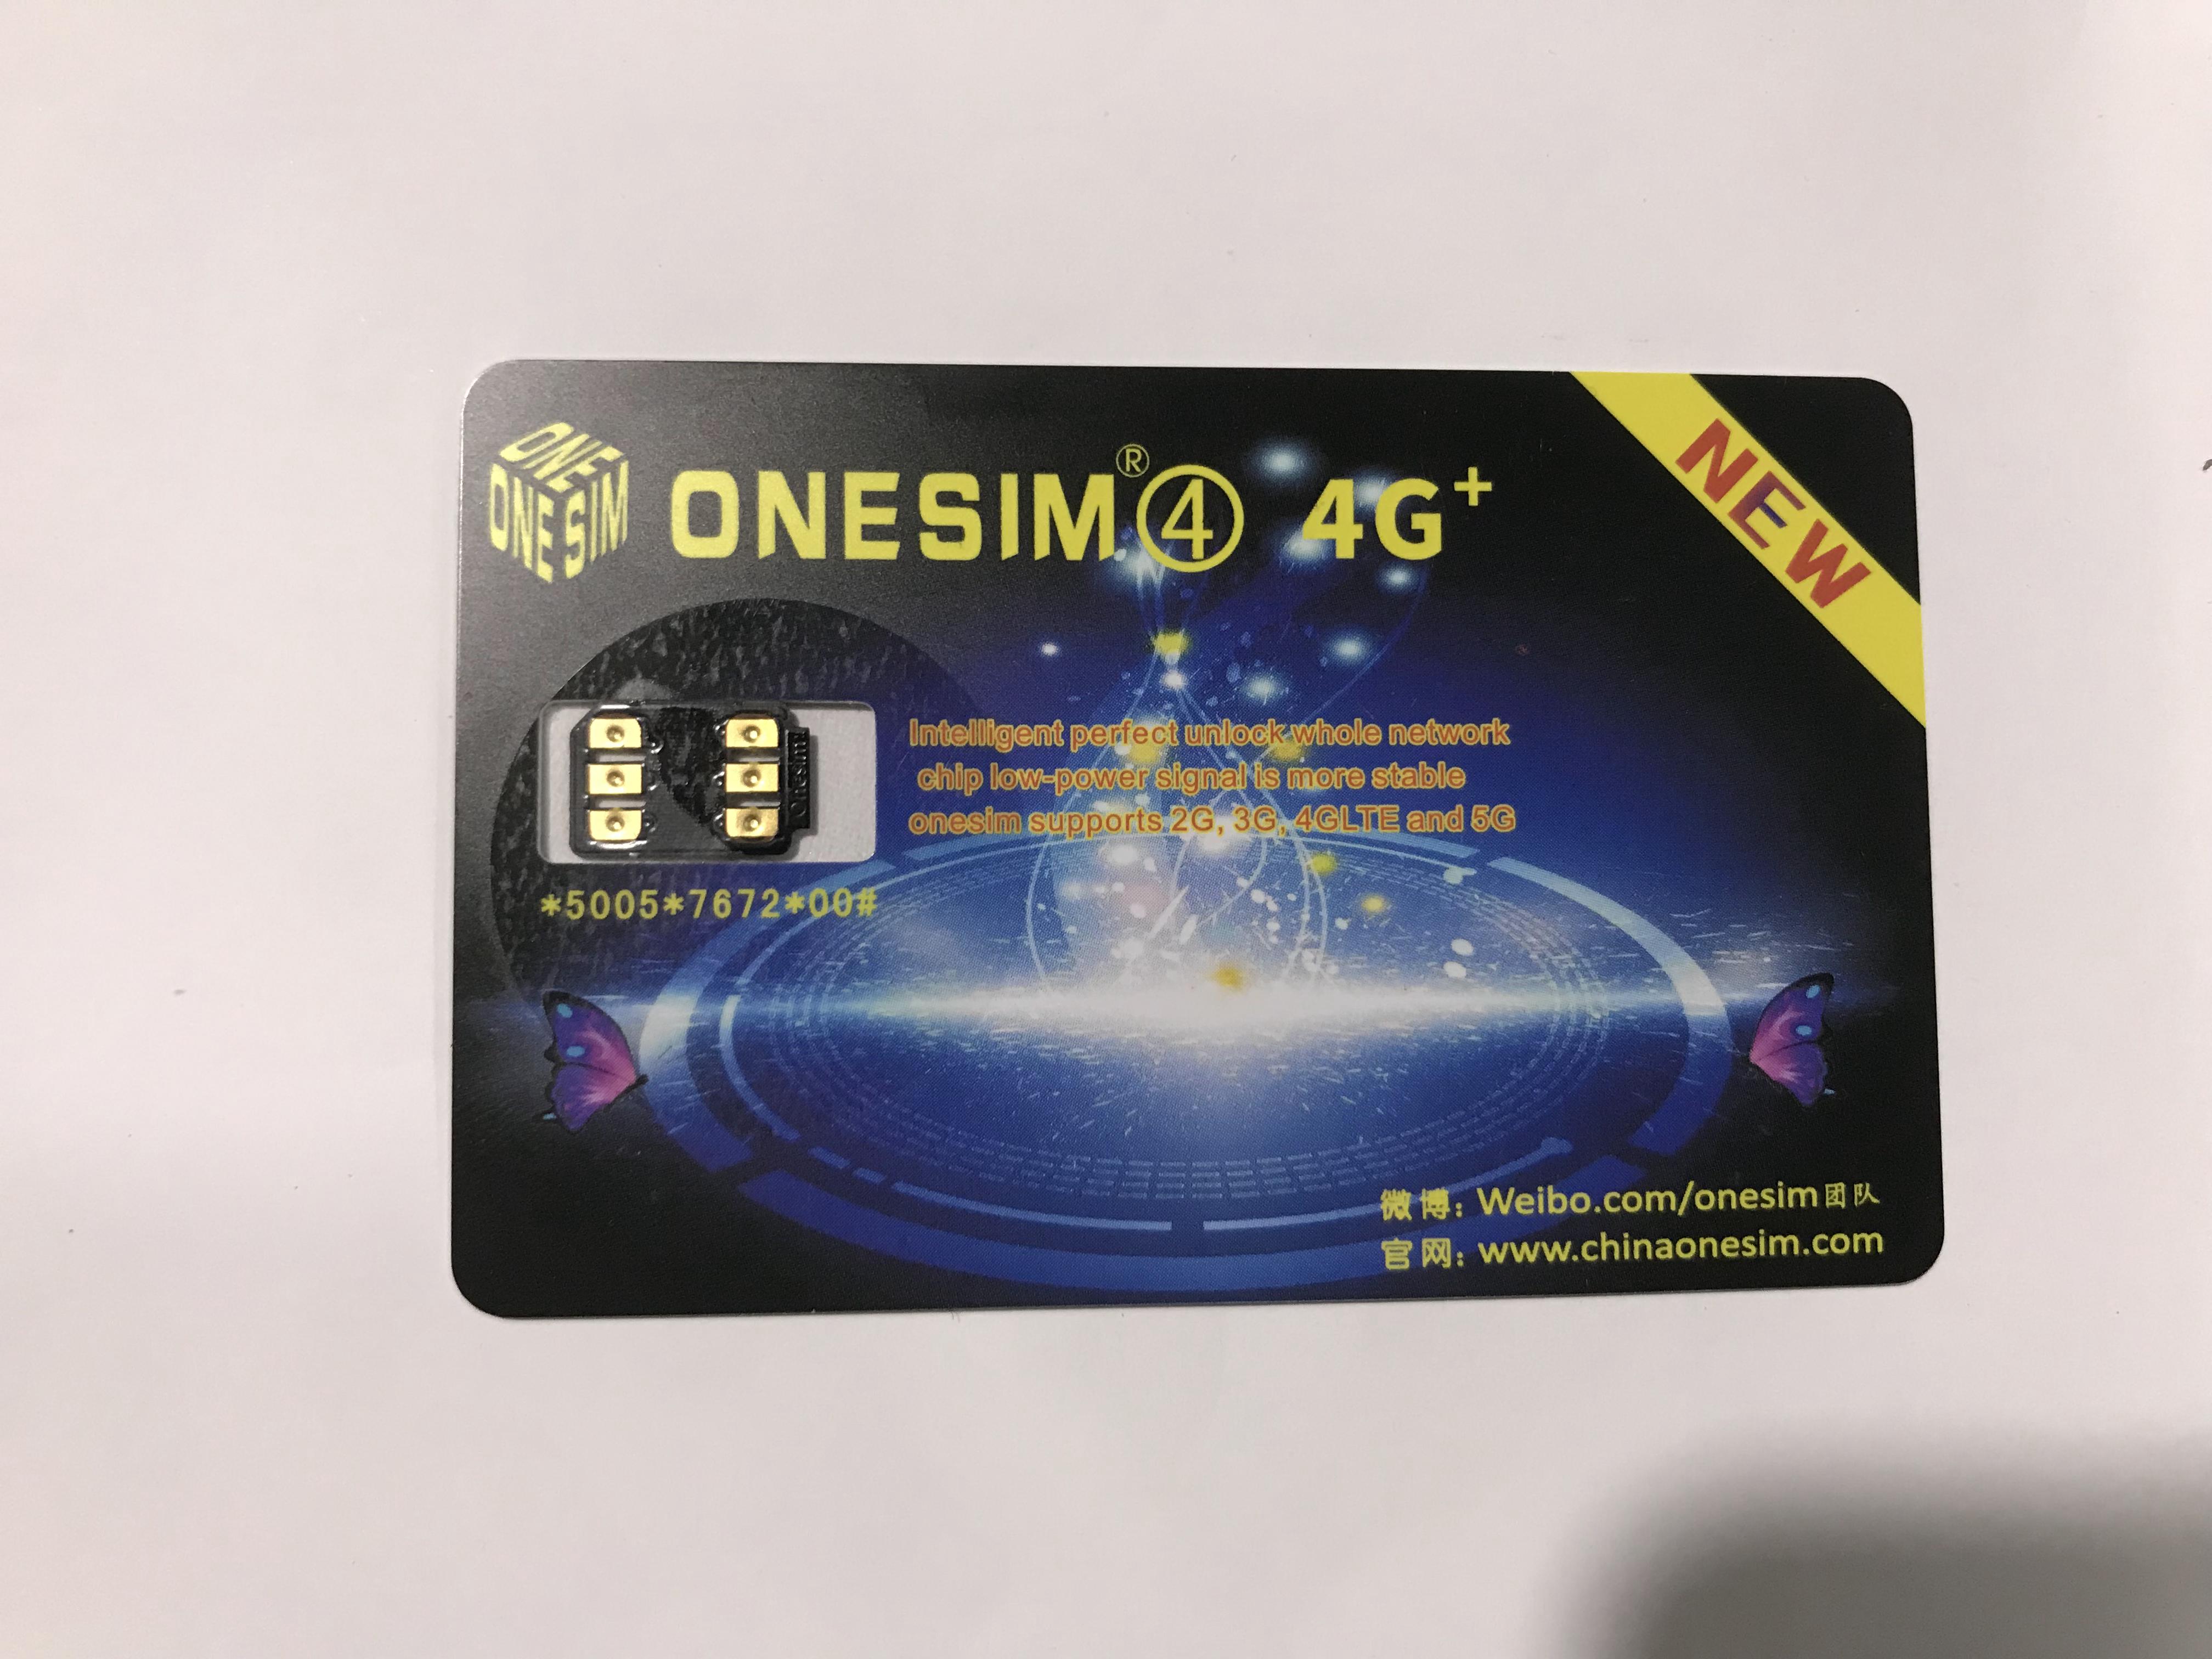 ONE
ONE SIM
ONESIM® ④ 4G+
NEW
Onesim
Intelligent perfect unlock whole network
chip low-power signal is more stable
onesim supports 2G, 3G, 4GLTE and 5G
*5005*7672*00#
微博: Weibo.com/onesim团队
官网: www.chinaonesim.com